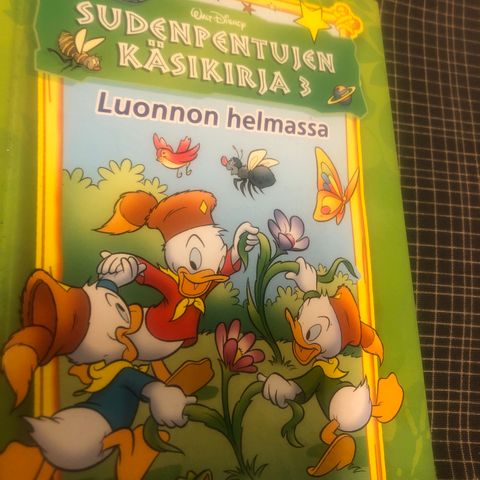 Walt Disney
SUDENPENTUJEN
KÄSIKIRJA 3
Luonnon helmassa